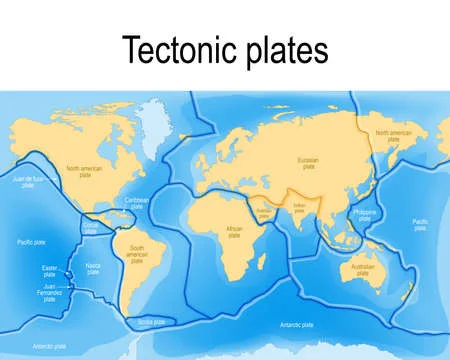 Tectonic plates
North american
plate
Juan de fuca plate
Caribbean
plate
Cocos
plate
Pacific plate
Easter
plate
Nazca
plate
Juan
Fernandez
plate
South
american
plate
Scotia plate
Antarctic plate
African
plate
Arabian
plate
Indian
plate
Eurasian
plate
North american
plate
Philippine
plate
Pacific
plate
Australian
plate
Antarctic plate